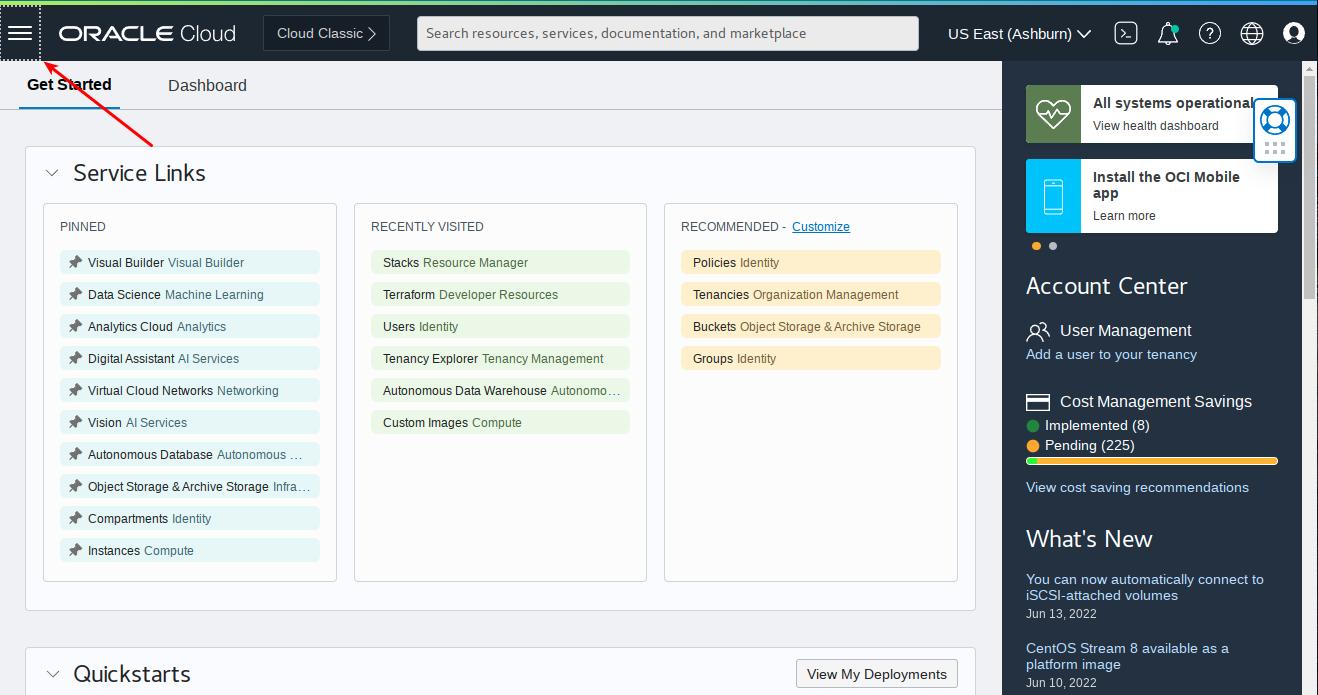 ORACLE Cloud
Cloud Classic
Search resources, services, documentation, and marketplace
US East (Ashburn)
Get Started
Dashboard
Service Links
PINNED
Visual Builder Visual Builder
Data Science Machine Learning
Analytics Cloud Analytics
Digital Assistant AI Services
Virtual Cloud Networks Networking
Vision AI Services
Autonomous Database Autonomous ...
Object Storage & Archive Storage Infra...
Compartments Identity
Instances Compute
RECENTLY VISITED
Stacks Resource Manager
Terraform Developer Resources
Users Identity
Tenancy Explorer Tenancy Management
Autonomous Data Warehouse Autonomo...
Custom Images Compute
RECOMMENDED - Customize
Policies Identity
Tenancies Organization Management
Buckets Object Storage & Archive Storage
Groups Identity
Quickstarts
View My Deployments
All systems operational
View health dashboard
Install the OCI Mobile
app
Learn more
Account Center
User Management
Add a user to your tenancy
Cost Management Savings
Implemented (8)
Pending (225)
View cost saving recommendations
What's New
You can now automatically connect to
iSCSI-attached volumes
Jun 13, 2022
CentOS Stream 8 available as a
platform image
Jun 10, 2022